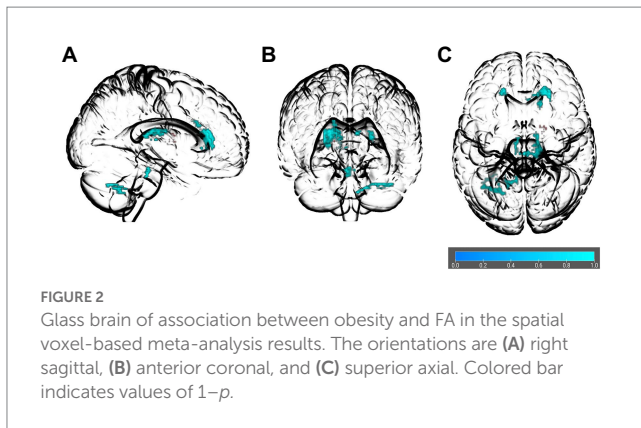 A
B
C
0.0 0.2 0.4 0.6 0.8 1.0
FIGURE 2
Glass brain of association between obesity and FA in the spatial
voxel-based meta-analysis results. The orientations are (A) right
sagittal, (B) anterior coronal, and (C) superior axial. Colored bar
indicates values of 1–p.